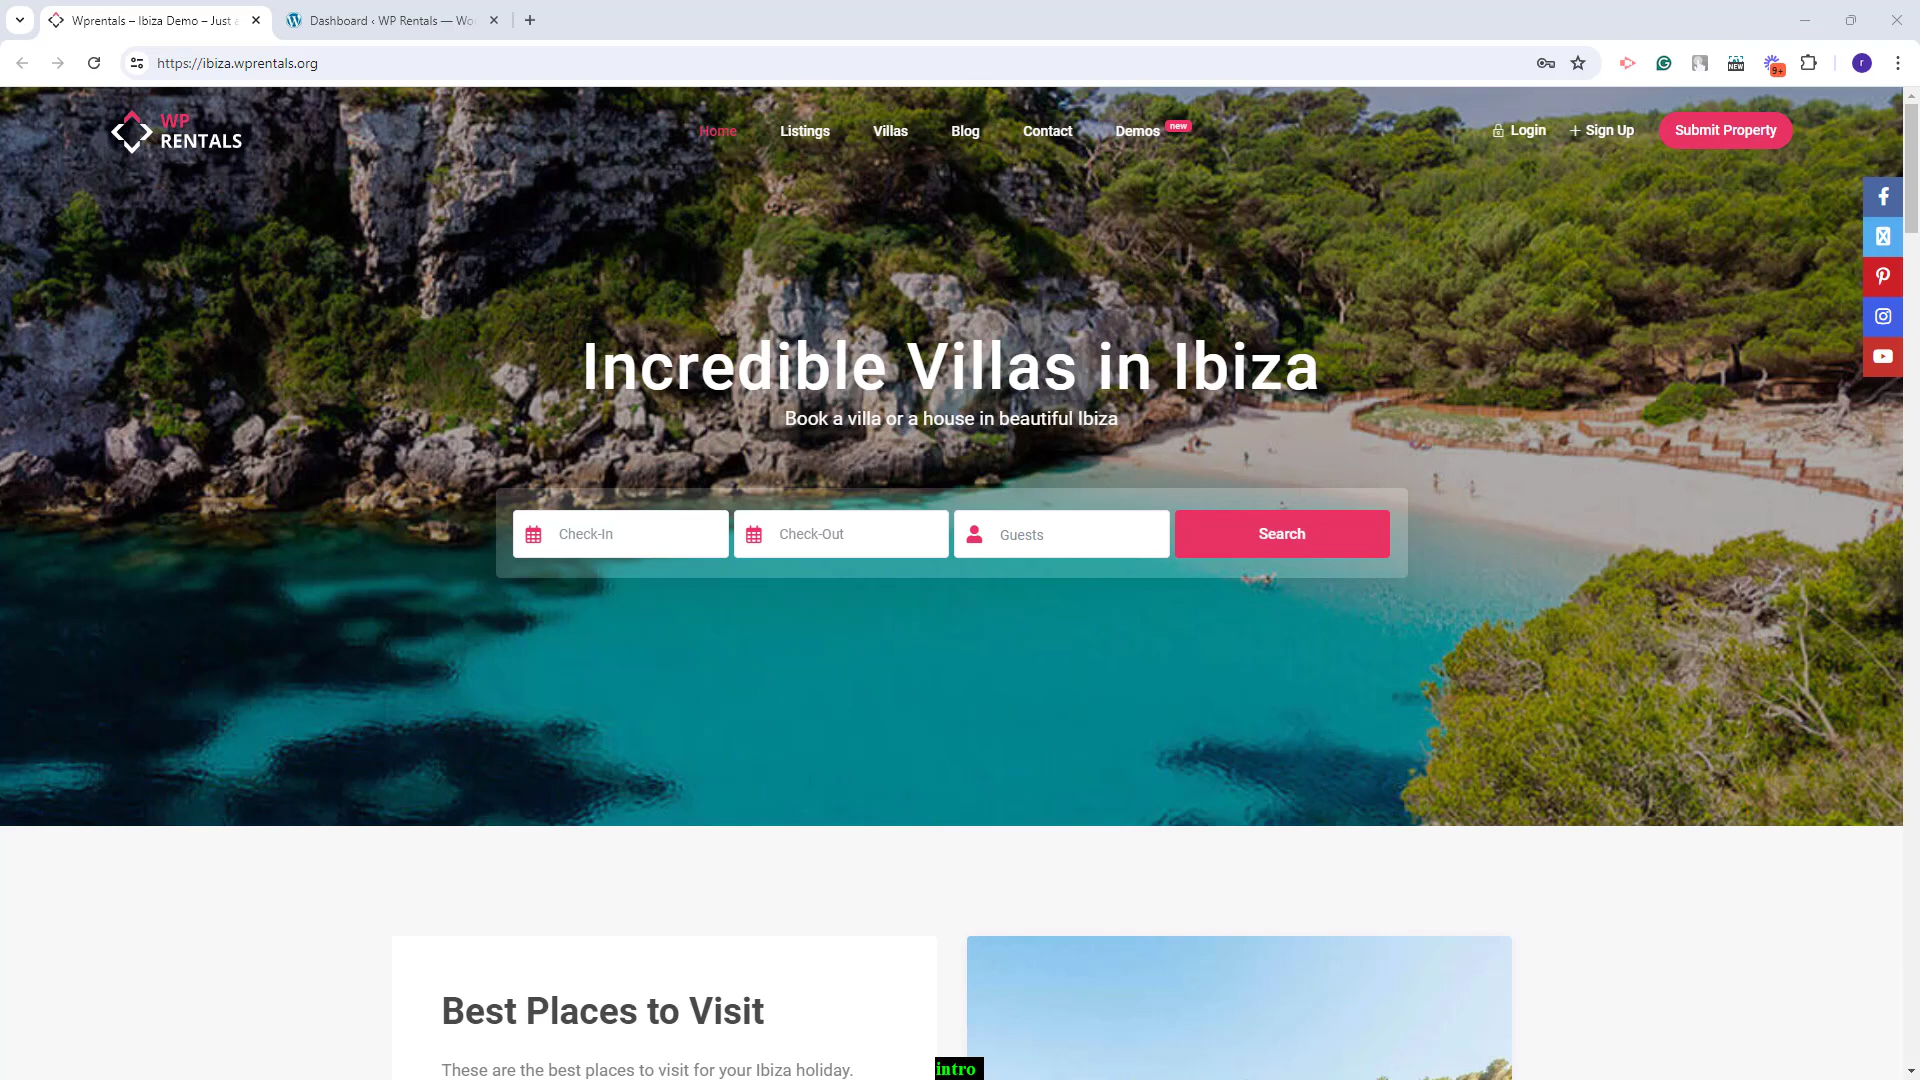 Wprentals – Ibiza Demo – Just
Dashboard ‹ WP Rentals — Wo
https://ibiza.wprentals.org
NEW
9+
r
WP
RENTALS
Home
Listings
Villas
Blog
Contact
Demos
new
Login
Sign Up
Submit Property
Incredible Villas in Ibiza
Book a villa or a house in beautiful Ibiza
Check-In
Check-Out
Guests
Search
Best Places to Visit
These are the best places to visit for your Ibiza holiday.
intro